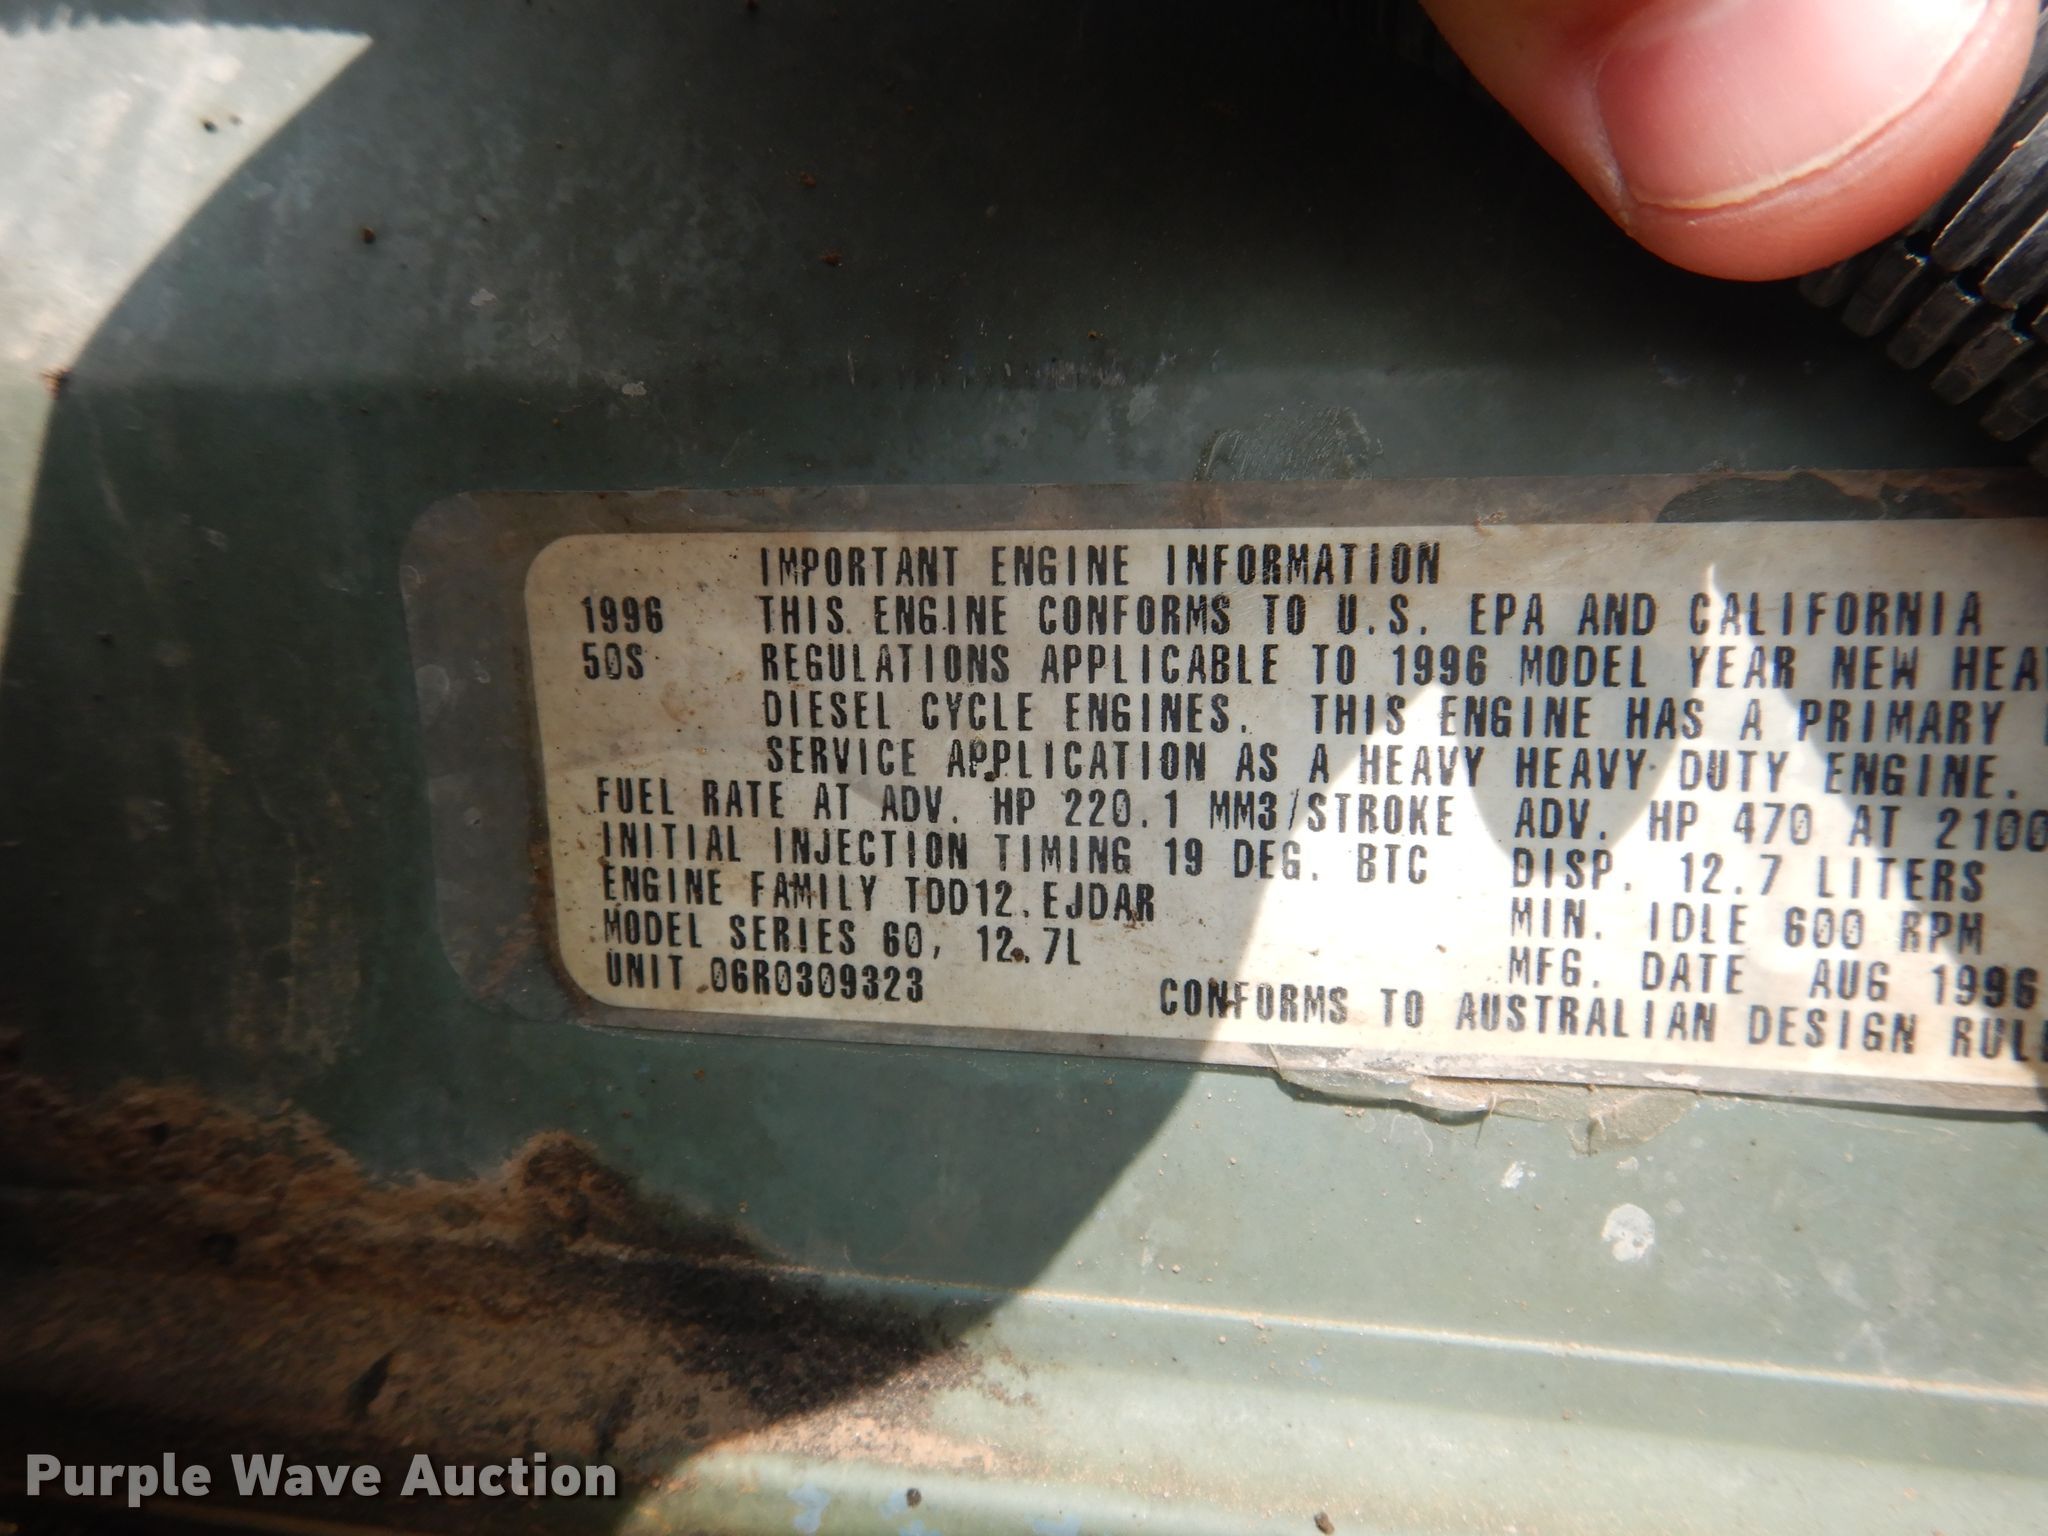 IMPORTANT ENGINE INFORMATION
1996 THIS ENGINE CONFORMS TO U.S. EPA AND CALIFORNIA
50S REGULATIONS APPLICABLE TO 1996 MODEL YEAR NEW HEA
DIESEL CYCLE ENGINES. THIS ENGINE HAS A PRIMARY
SERVICE APPLICATION AS A HEAVY HEAVY DUTY ENGINE.
FUEL RATE AT ADV. HP 220.1 MM3/STROKE ADV. HP 470 AT 2100
INITIAL INJECTION TIMING 19 DEG. BTC DISP. 12.7 LITERS
ENGINE FAMILY TDD12.EJDAR MIN. IDLE 600 RPM
MODEL SERIES 60, 12.7L MFG. DATE AUG 1996
UNIT 06R0309323 CONFORMS TO AUSTRALIAN DESIGN RULE
Purple Wave Auction